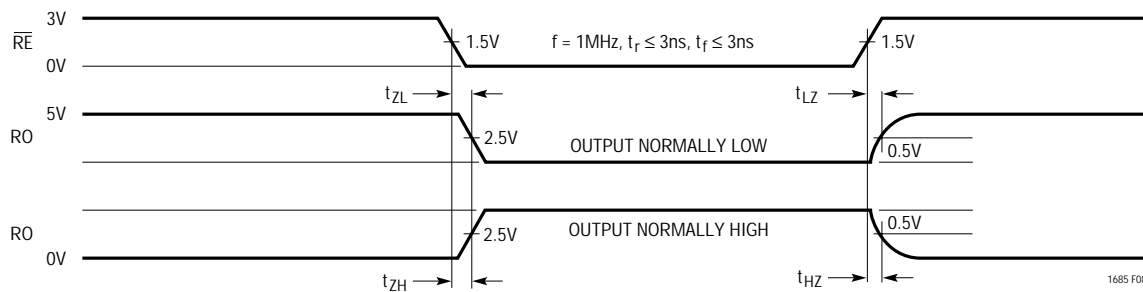 3V
RE
1.5V
f = 1MHz, tr ≤ 3ns, tf ≤ 3ns
1.5V
0V
tZL
tLZ
5V
RO
2.5V
OUTPUT NORMALLY LOW
0.5V
RO
2.5V
OUTPUT NORMALLY HIGH
0.5V
0V
tZH
tHZ
1685 F08